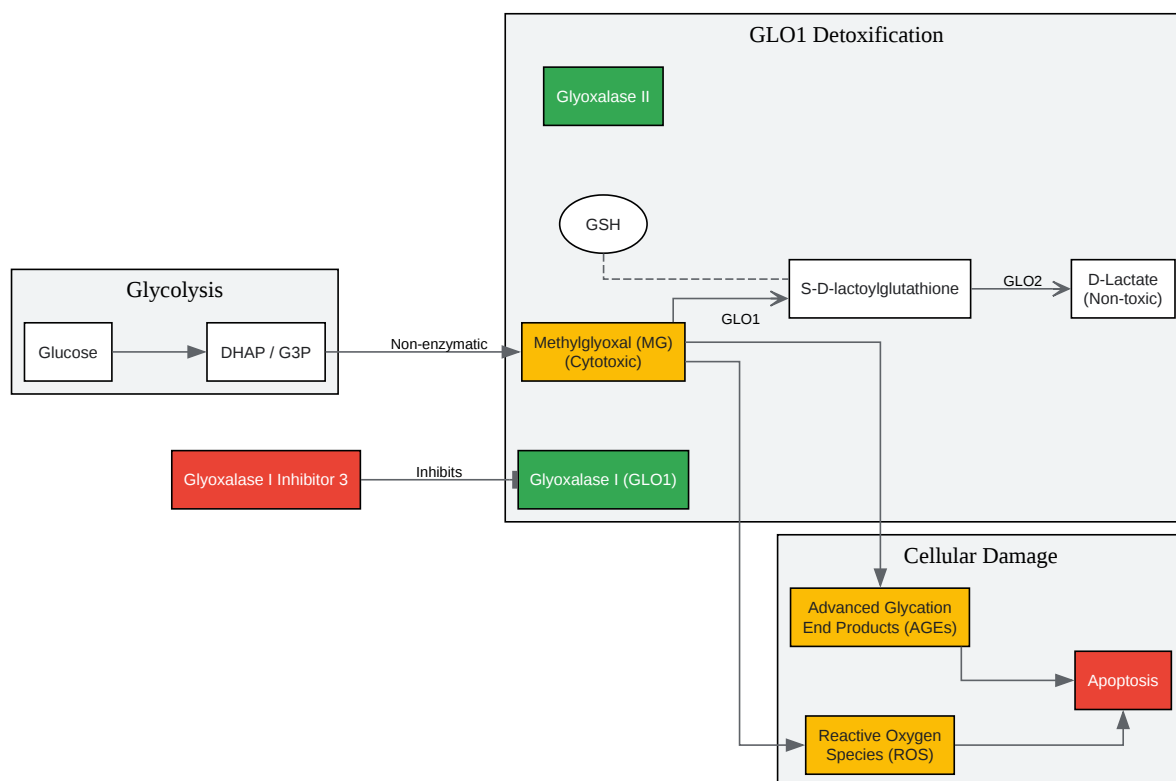 GLO1 Detoxification
Glyoxalase II
GSH
Glycolysis
Glucose
DHAP / G3P
Non-enzymatic
Methylglyoxal (MG)
(Cytotoxic)
GLO1
S-D-lactoylglutathione
GLO2
D-Lactate
(Non-toxic)
Glyoxalase I Inhibitor 3
Inhibits
Glyoxalase I (GLO1)
Cellular Damage
Advanced Glycation
End Products (AGEs)
Apoptosis
Reactive Oxygen
Species (ROS)